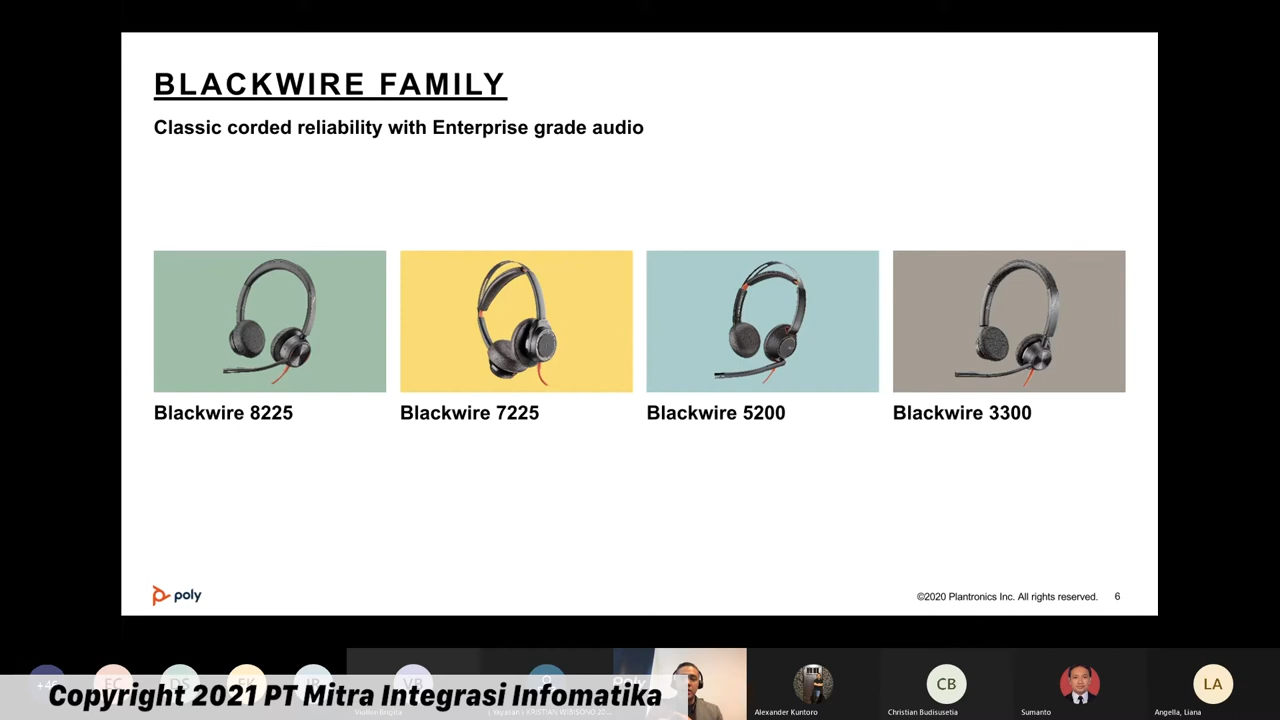 BLACKWIRE FAMILY
Classic corded reliability with Enterprise grade audio
Blackwire 8225
Blackwire 7225
Blackwire 5200
Blackwire 3300
poly
©2020 Plantronics Inc. All rights reserved. 6
CB
LA
Copyright 2021 PT Mitra Integrasi Infomatika
Alexander Kuntoro
Christian Budisusetia
Sumanto
Angella, Liana